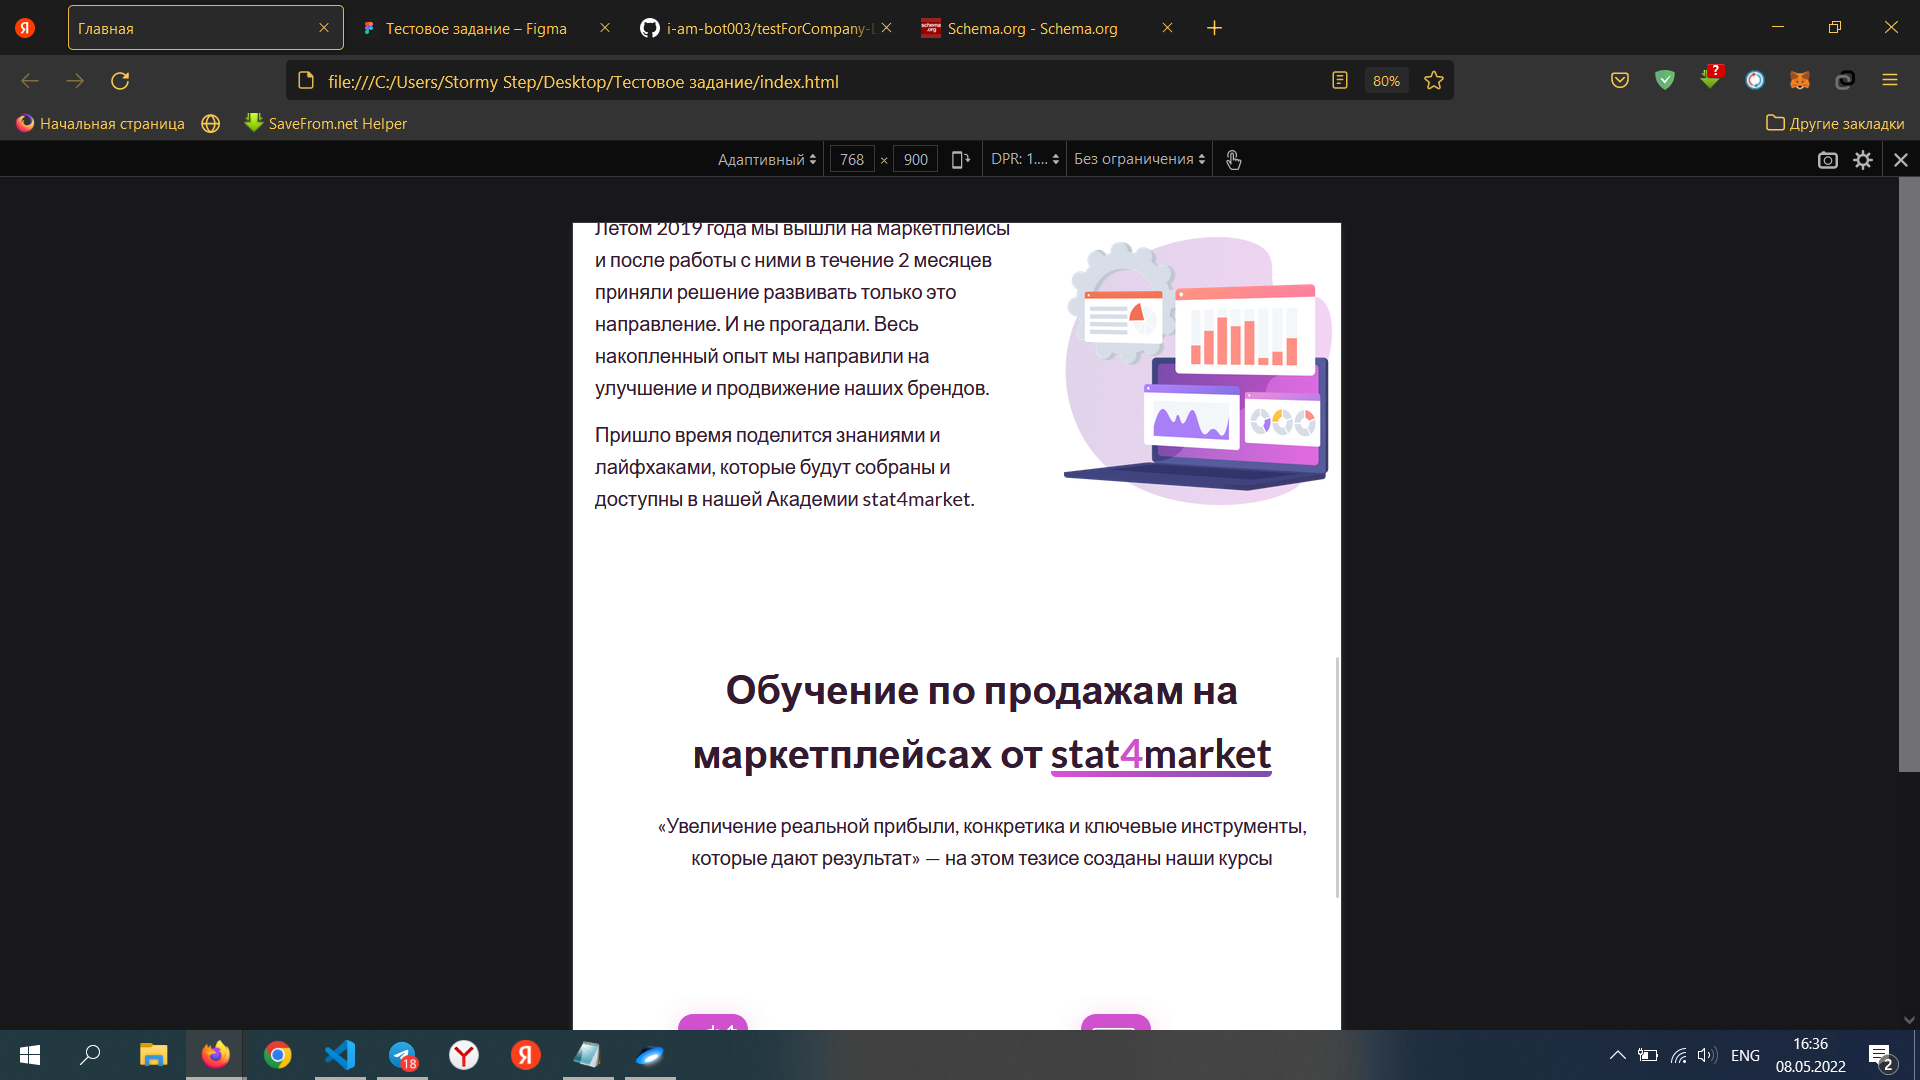 Главная
Тестовое задание – Figma
i-am-bot003/testForCompany-
Schema.org - Schema.org
file:///C:/Users/Stormy Step/Desktop/Тестовое задание/index.html
80%
Начальная страница
SaveFrom.net Helper
Другие закладки
Адаптивный
768 × 900
DPR: 1....
Без ограничения
Летом 2019 года мы вышли на маркетплейсы
и после работы с ними в течение 2 месяцев
приняли решение развивать только это
направление. И не прогадали. Весь
накопленный опыт мы направили на
улучшение и продвижение наших брендов.
Пришло время поделится знаниями и
лайфхаками, которые будут собраны и
доступны в нашей Академии stat4market.
Обучение по продажам на
маркетплейсах от stat4market
«Увеличение реальной прибыли, конкретика и ключевые инструменты,
которые дают результат» — на этом тезисе созданы наши курсы
18
ENG
16:36
08.05.2022
2